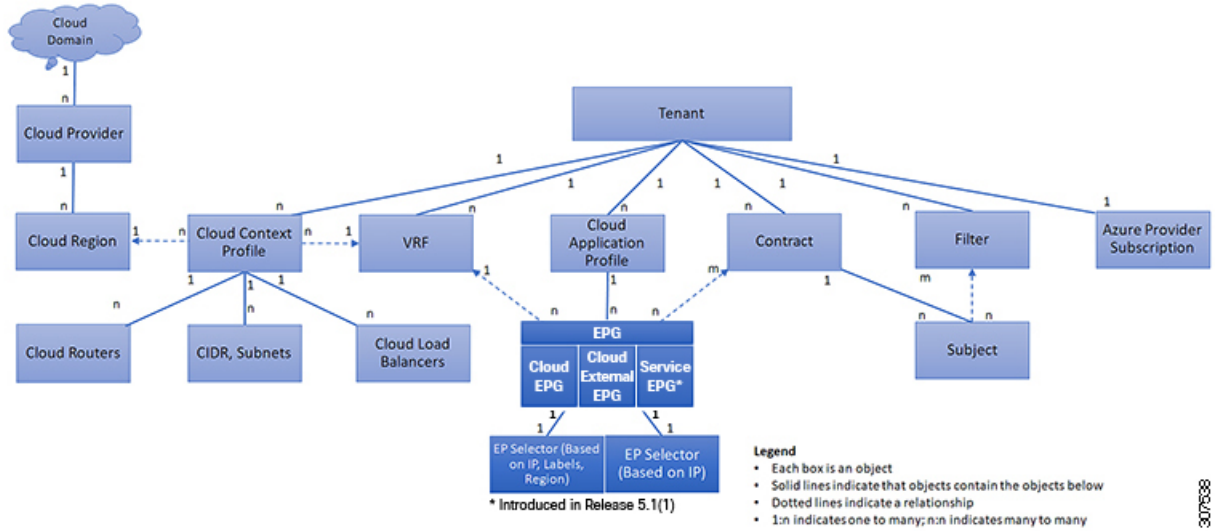 Cloud
Domain
1
n
Cloud Provider
1
n
Cloud Region
Tenant
1
1
1
1
1
1
n
n
n
n
n
1
1
n
Cloud Context
Profile
n
1
VRF
Cloud
Application
Profile
Contract
Filter
Azure Provider
Subscription
1
1
1
n
n
n
Cloud Routers
CIDR, Subnets
Cloud Load
Balancers
1
1
m
1
m
n
n
n
n
n
EPG
Cloud
EPG
Cloud
External
EPG
Service
EPG*
Subject
1
1
1
1
EP Selector (Based
on IP, Labels,
Region)
EP Selector
(Based on IP)
* Introduced in Release 5.1(1)
Legend
• Each box is an object
• Solid lines indicate that objects contain the objects below
• Dotted lines indicate a relationship
• 1:n indicates one to many; n:n indicates many to many
307638